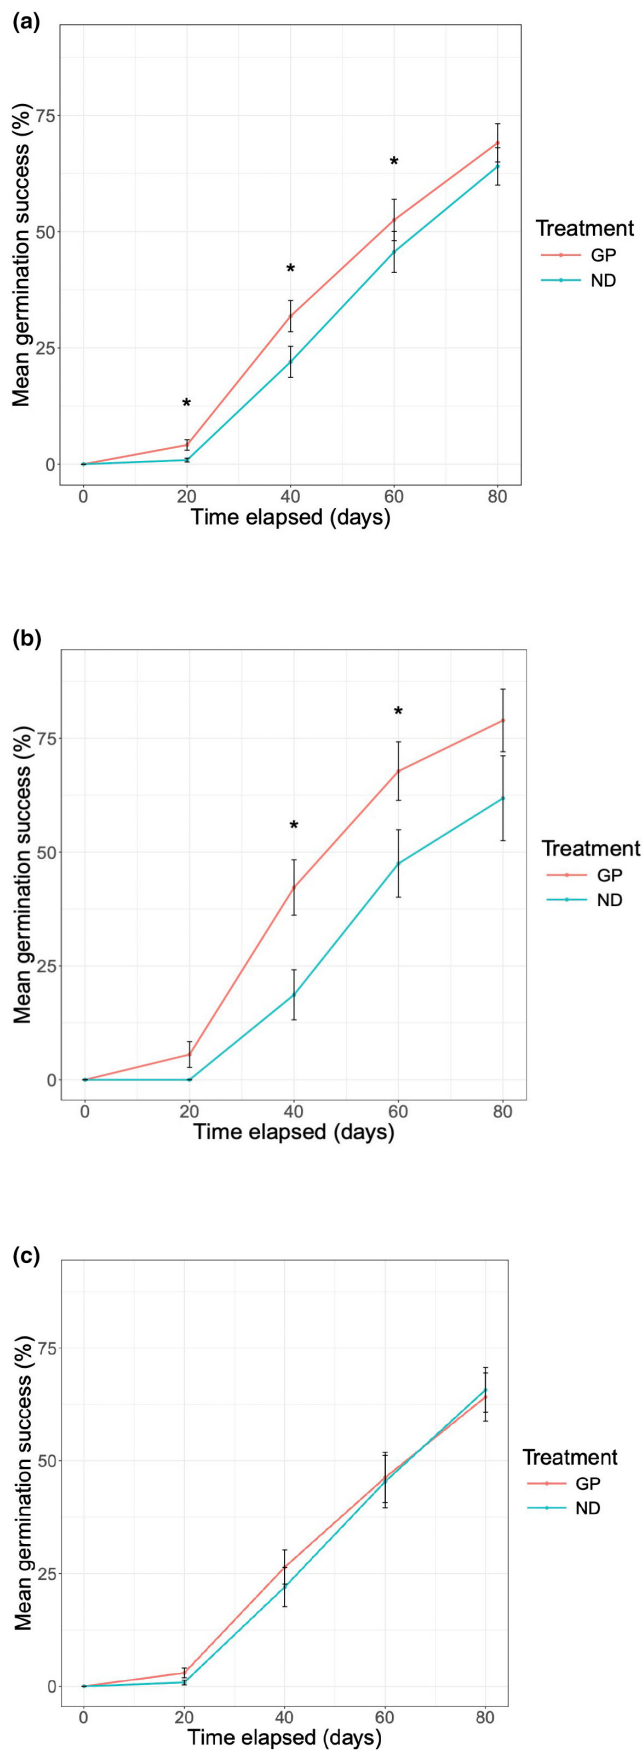 (a)
Mean germination success (%)
75
50
25
0
*
*
*
0 20 40 60 80
Time elapsed (days)
Treatment
GP
ND
(b)
Mean germination success (%)
75
50
25
0
*
*
0 20 40 60 80
Time elapsed (days)
Treatment
GP
ND
(c)
Mean germination success (%)
75
50
25
0
0 20 40 60 80
Time elapsed (days)
Treatment
GP
ND